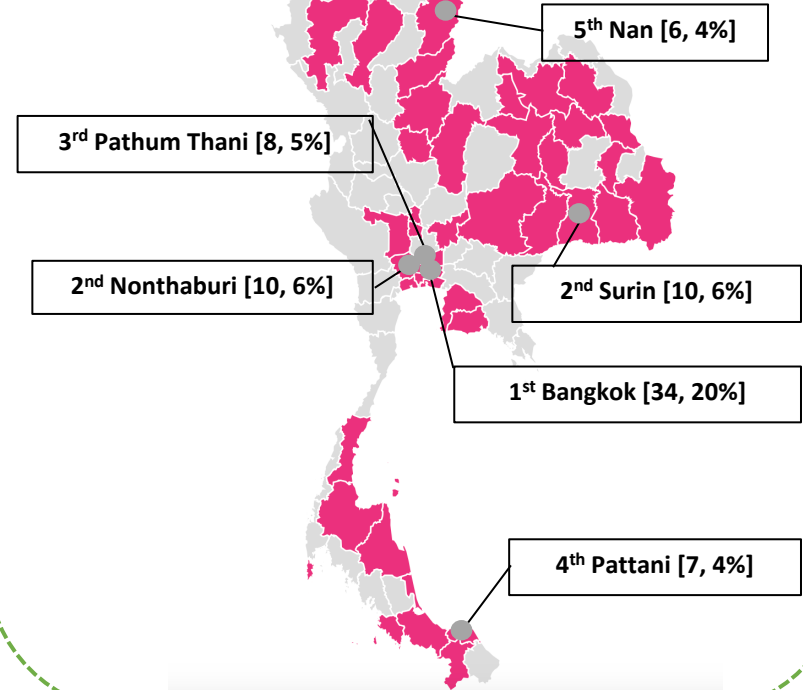 5th Nan [6, 4%]
3rd Pathum Thani [8, 5%]
2nd Nonthaburi [10, 6%]
2nd Surin [10, 6%]
1st Bangkok [34, 20%]
4th Pattani [7, 4%]